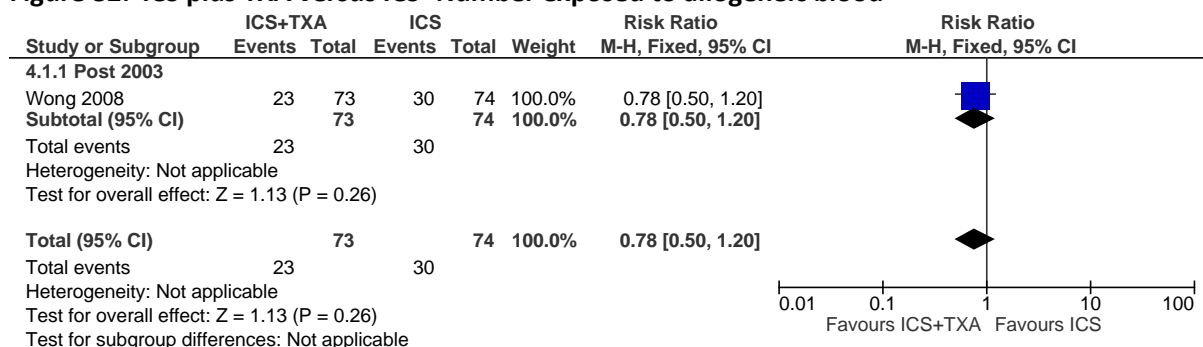 ICS+TXA ICS Risk Ratio Risk Ratio
Study or Subgroup Events Total Events Total Weight M-H, Fixed, 95% CI M-H, Fixed, 95% CI
4.1.1 Post 2003
Wong 2008 23 73 30 74 100.0% 0.78 [0.50, 1.20]
Subtotal (95% CI) 73 74 100.0% 0.78 [0.50, 1.20]
Total events 23 30
Heterogeneity: Not applicable
Test for overall effect: Z = 1.13 (P = 0.26)
Total (95% CI) 73 74 100.0% 0.78 [0.50, 1.20]
Total events 23 30
Heterogeneity: Not applicable
Test for overall effect: Z = 1.13 (P = 0.26)
Test for subgroup differences: Not applicable
0.01 0.1 1 10 100
Favours ICS+TXA Favours ICS